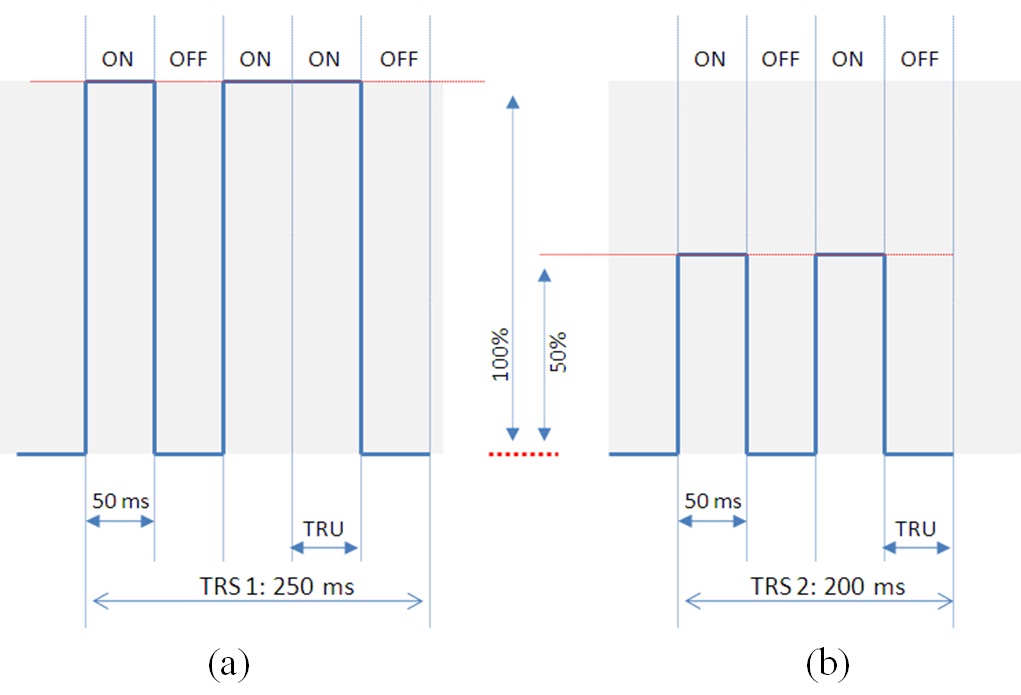 ON OFF ON ON OFF
ON OFF ON OFF
100%
50%
50 ms
TRU
TRS 1: 250 ms
50 ms
TRU
TRS 2: 200 ms
(a)
(b)